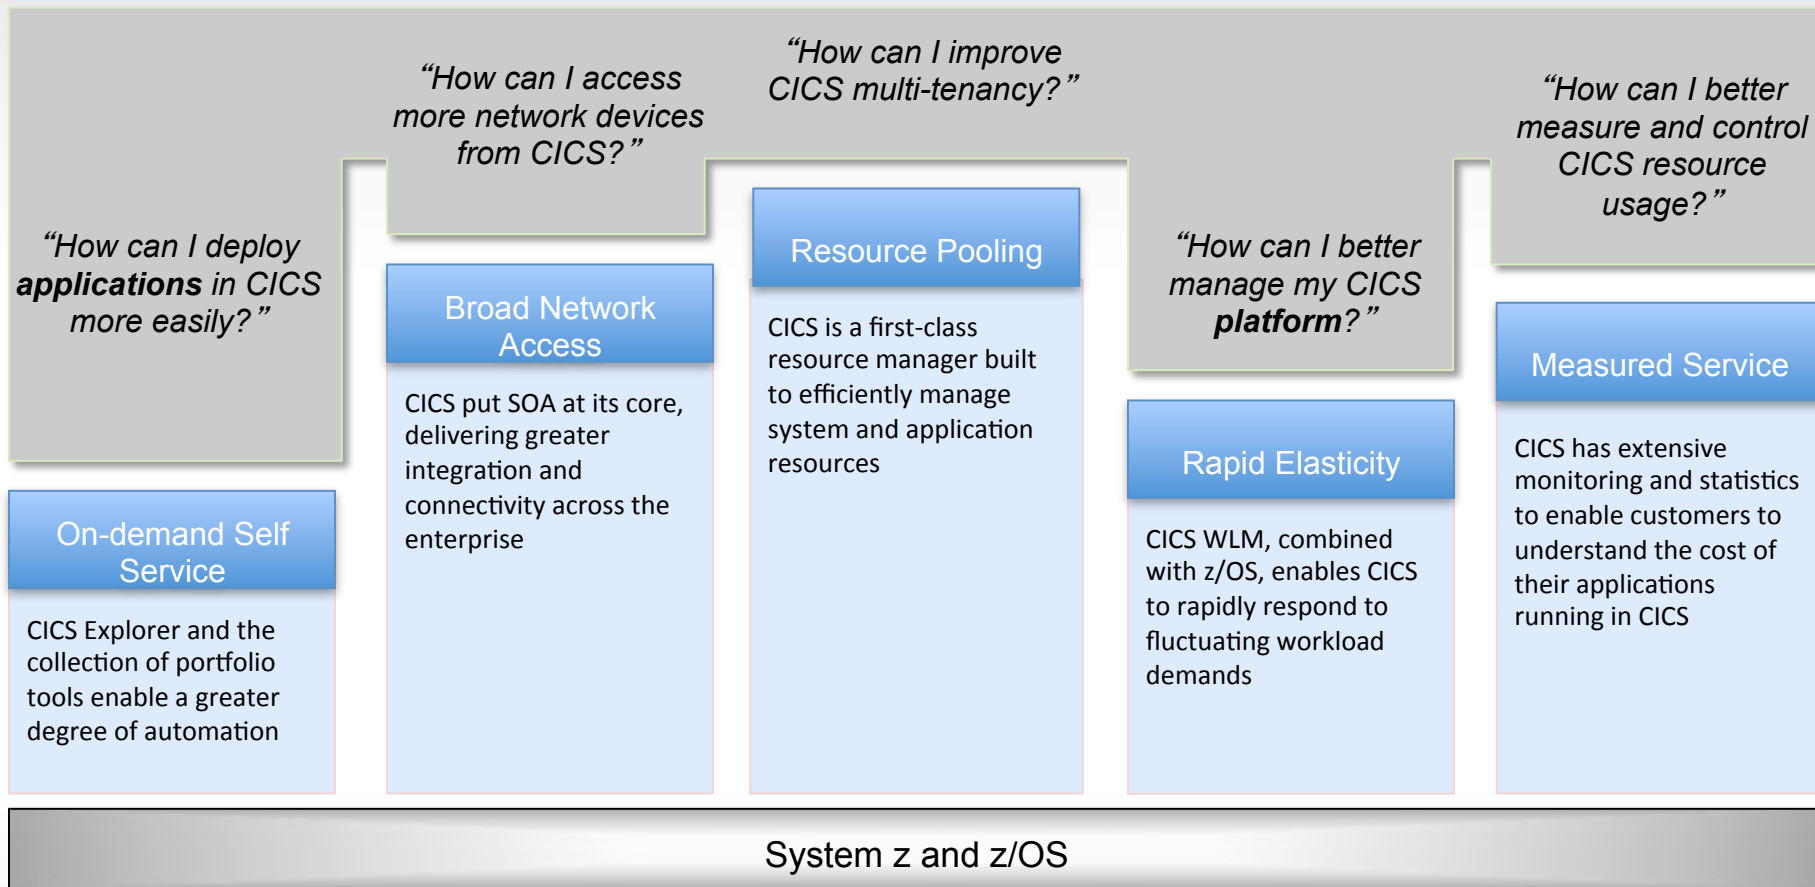 “How can I deploy
applications in CICS
more easily?”
On-demand Self
Service
CICS Explorer and the
collection of portfolio
tools enable a greater
degree of automation
“How can I access
more network devices
from CICS?”
Broad Network
Access
CICS put SOA at its core,
delivering greater
integration and
connectivity across the
enterprise
“How can I improve
CICS multi-tenancy?”
Resource Pooling
CICS is a first-class
resource manager built
to efficiently manage
system and application
resources
“How can I better
manage my CICS
platform?”
Rapid Elasticity
CICS WLM, combined
with z/OS, enables CICS
to rapidly respond to
fluctuating workload
demands
“How can I better
measure and control
CICS resource
usage?”
Measured Service
CICS has extensive
monitoring and statistics
to enable customers to
understand the cost of
their applications
running in CICS
System z and z/OS